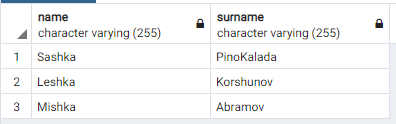 name surname
character varying (255) character varying (255)
1 Sashka PinoKalada
2 Leshka Korshunov
3 Mishka Abramov